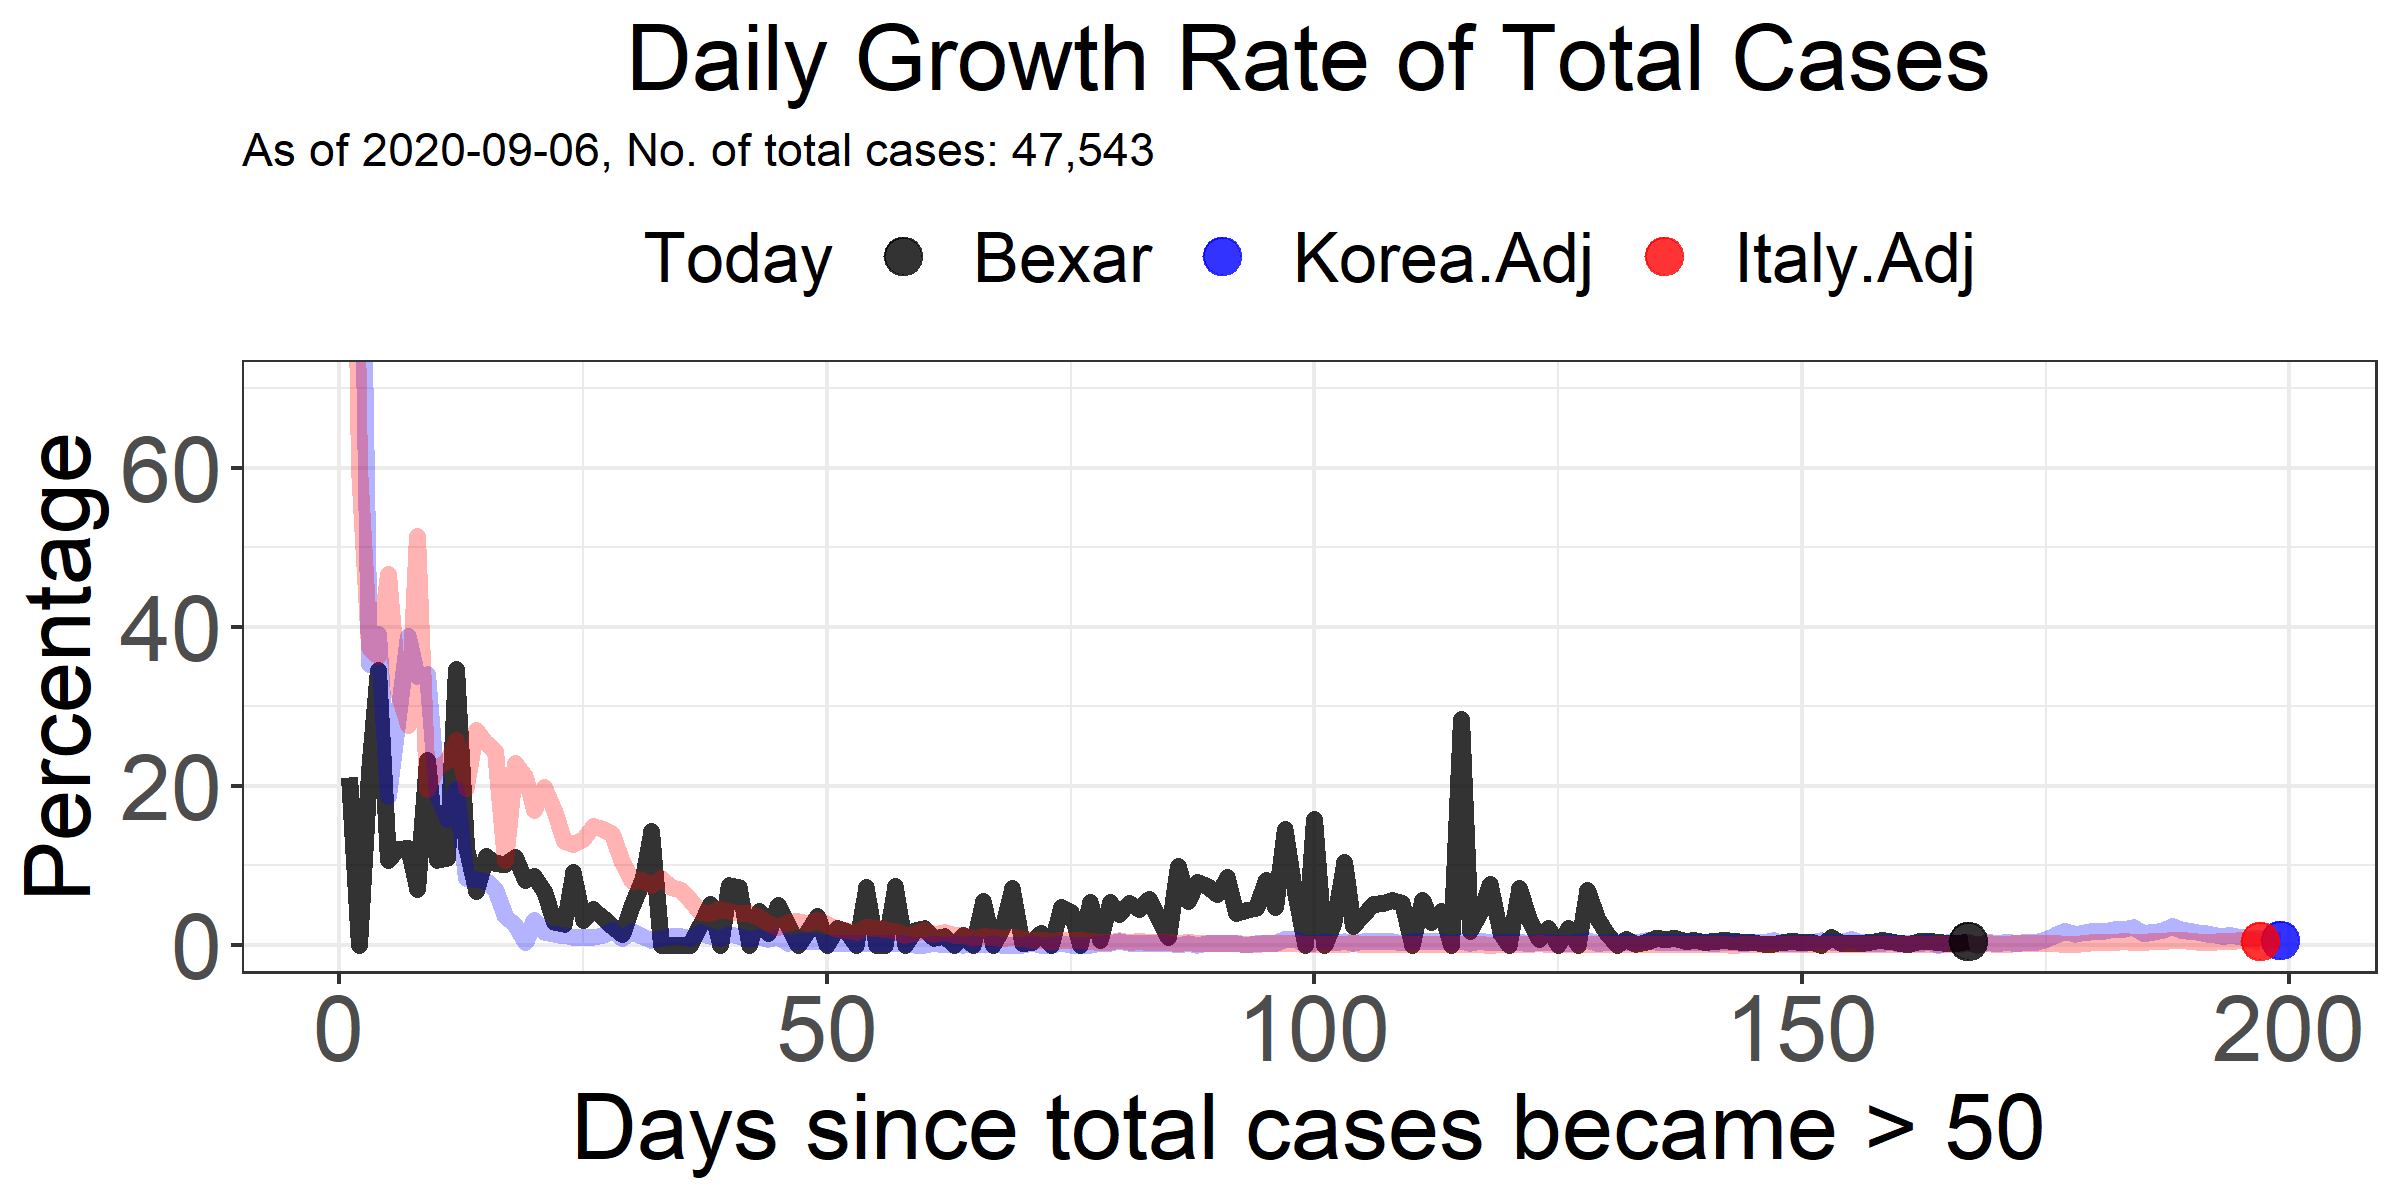 Daily Growth Rate of Total Cases
As of 2020-09-06, No. of total cases: 47,543
Today Bexar Korea.Adj Italy.Adj
Percentage
60
40
20
0
0 50 100 150 200
Days since total cases became > 50